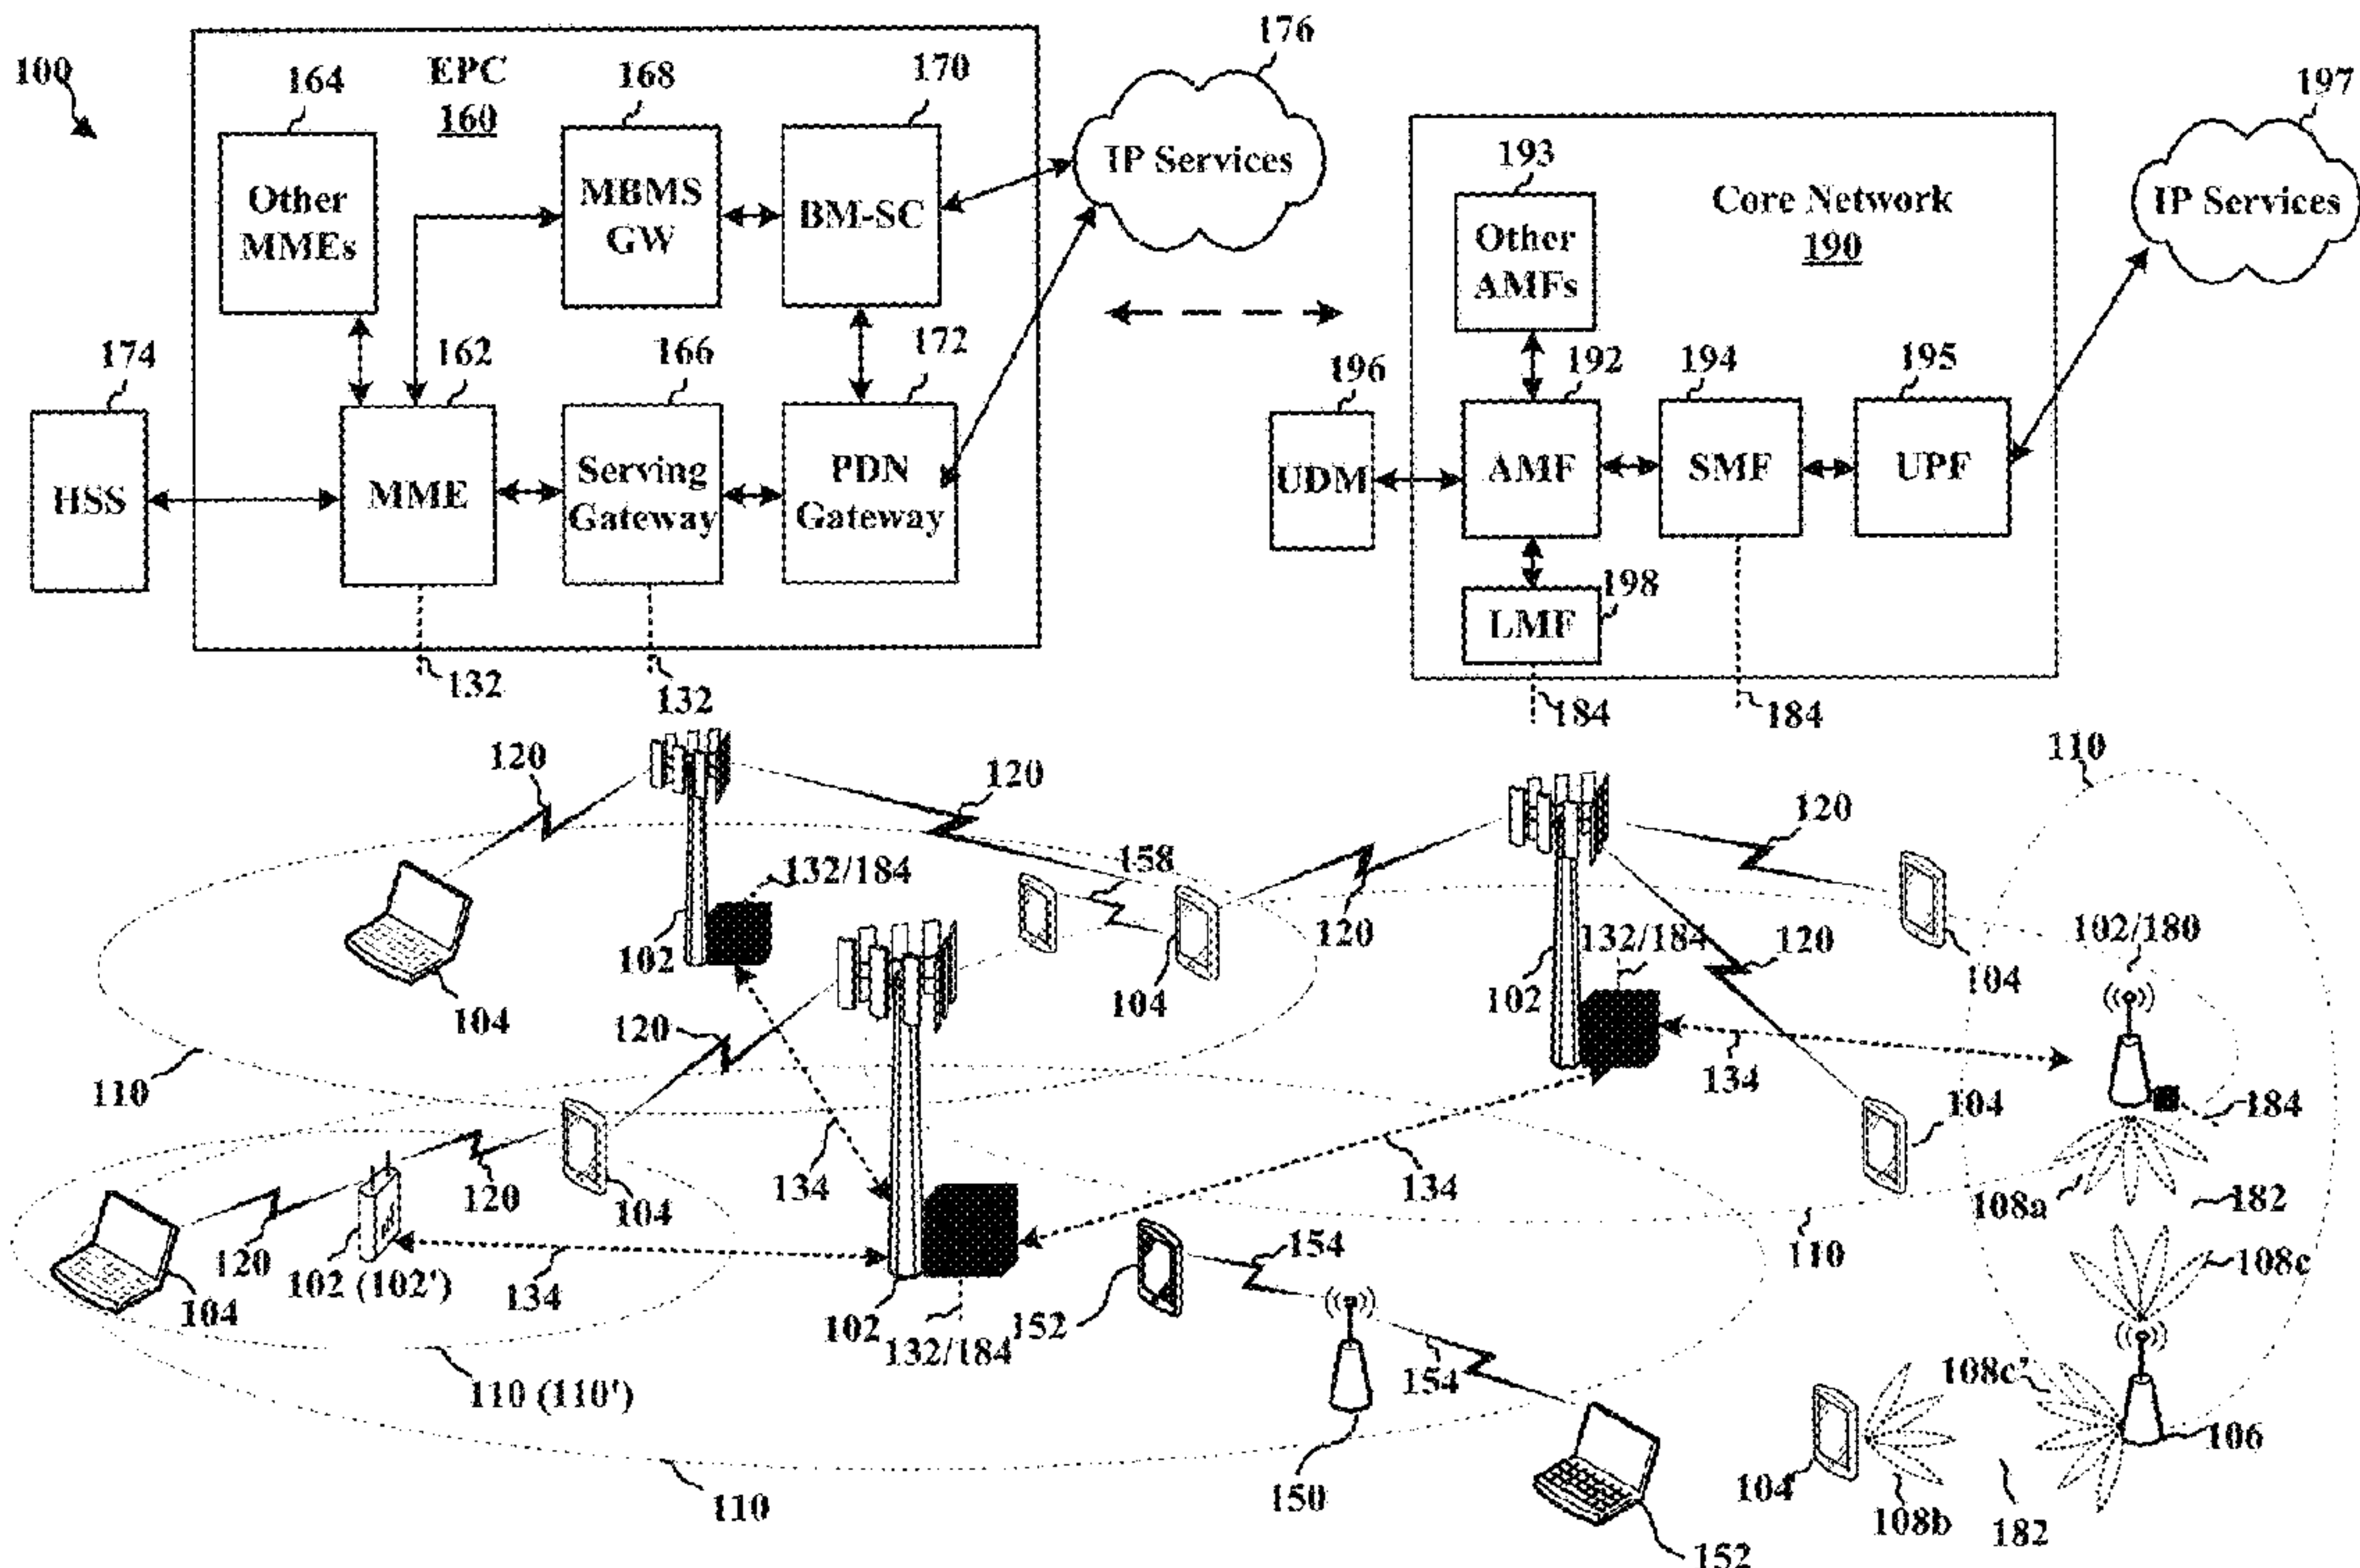 100
EPC
160
164
168
170
176
197
Other
MMEs
MBMS
GW
BM-SC
IP Services
193
Core Network
190
IP Services
Other
AMFs
174
162
166
172
196
192
194
195
HSS
MME
Serving
Gateway
PDN
Gateway
UDM
AMF
SMF
UPF
198
LMF
132
132
184
184
110
120
120
120
158
132/184
102
120
104
102
132/184
120
104
102/180
104
120
110
134
134
104
184
120
104
134
134
108a
182
120
102 (102')
104
134
102
132/184
152
154
110
108c
110 (110')
154
108c'
106
110
150
104
108b
182
152